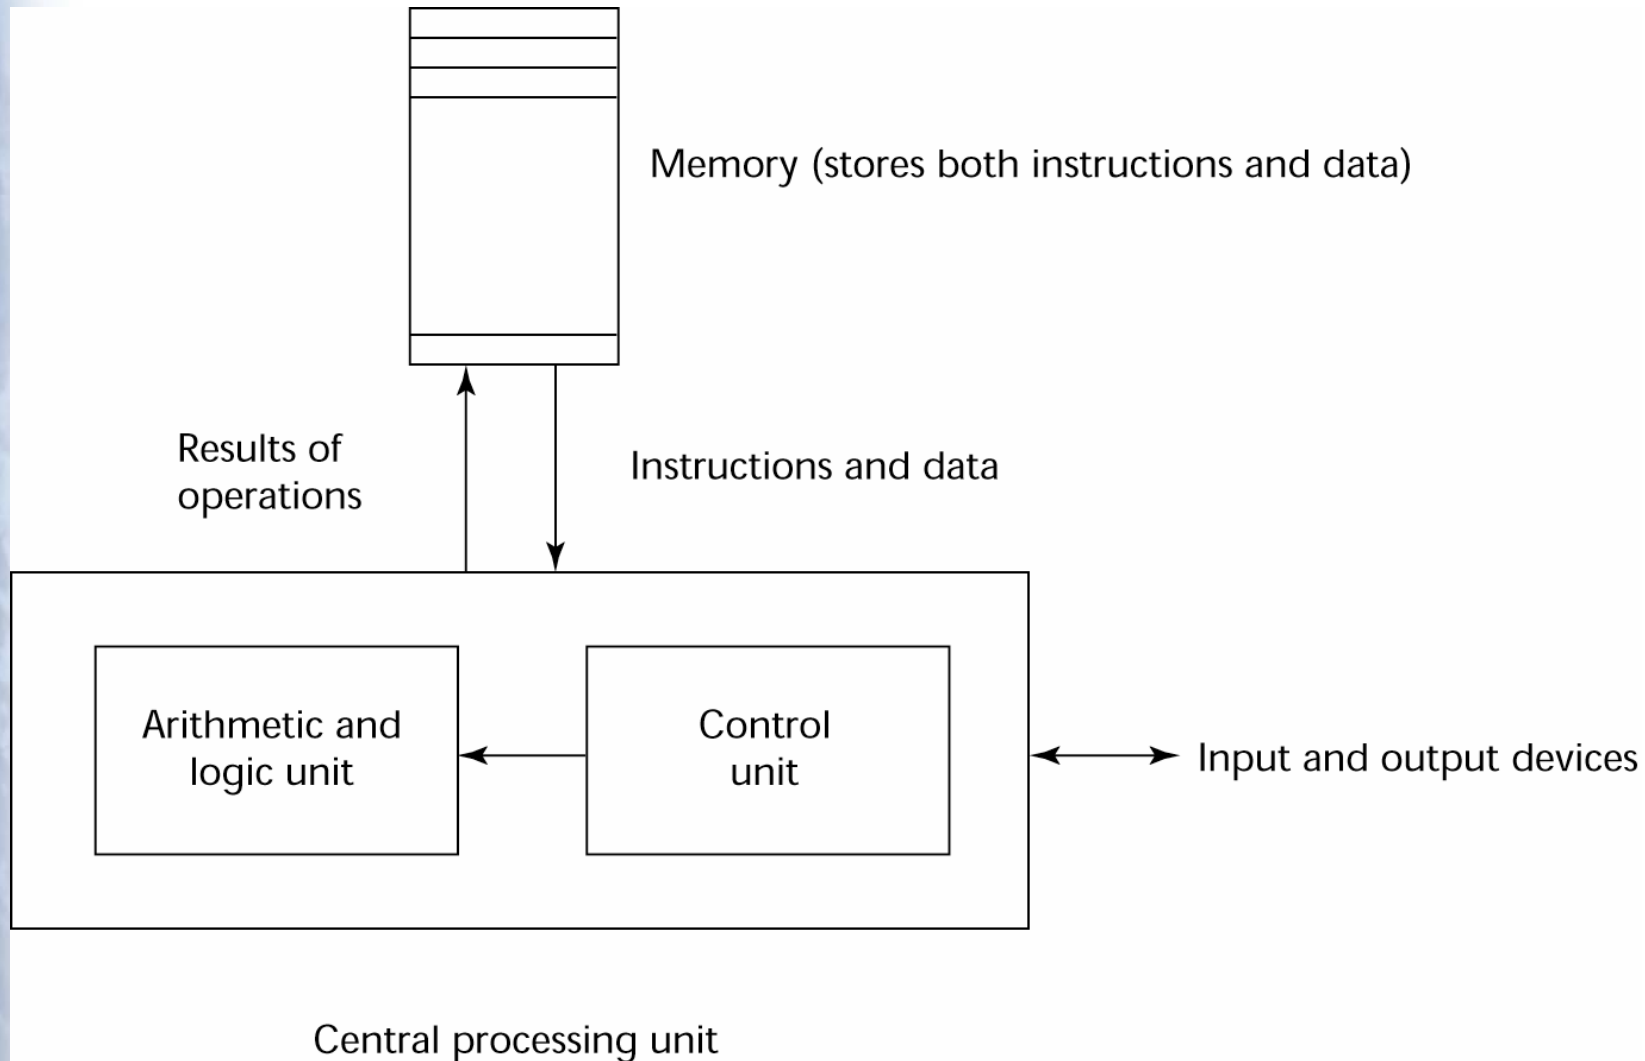 Memory (stores both instructions and data)
Results of
operations
Instructions and data
Arithmetic and
logic unit
Control
unit
Input and output devices
Central processing unit